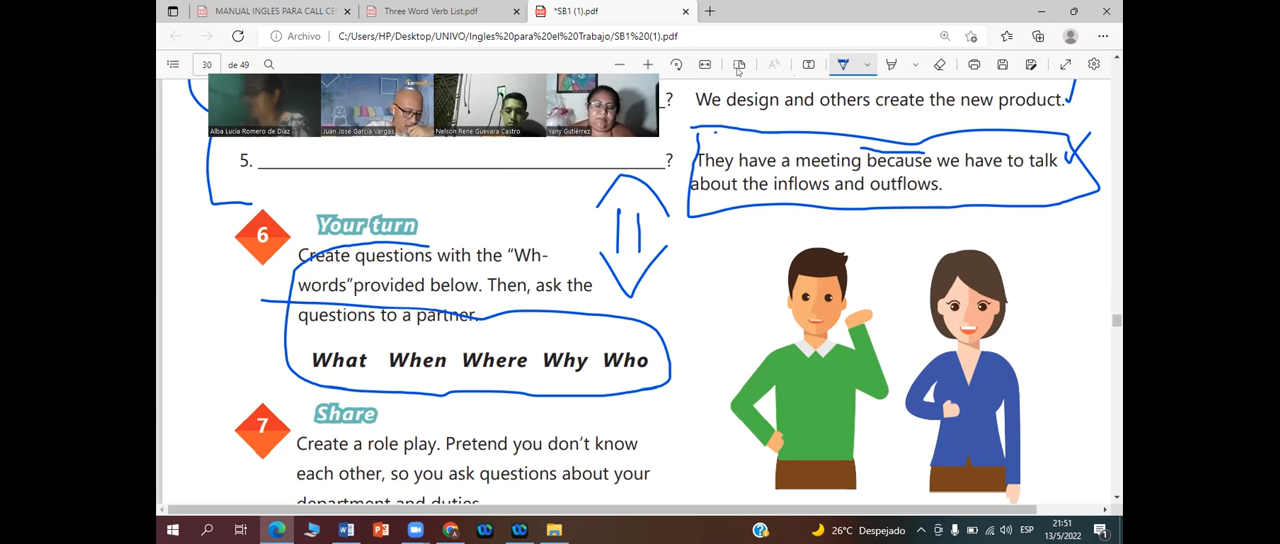 MANUAL INGLES PARA CALL CE
Three Word Verb List.pdf
*SB1 (1).pdf
Archivo
C:/Users/HP/Desktop/UNIVO/Ingles%20para%20el%20Trabajo/SB1%20(1).pdf
30 de 49
Alba Lucia Romero de Díaz
Juan José García Vargas
Nelson Rene Guevara Castro
Yany Gutiérrez
? We design and others create the new product.
5. ? They have a meeting because we have to talk
about the inflows and outflows.
6 Your turn
Create questions with the “Wh-
words”provided below. Then, ask the
questions to a partner.
What When Where Why Who
7 Share
Create a role play. Pretend you don’t know
each other, so you ask questions about your
department and duties.
26°C Despejado
ESP
21:51
13/5/2022